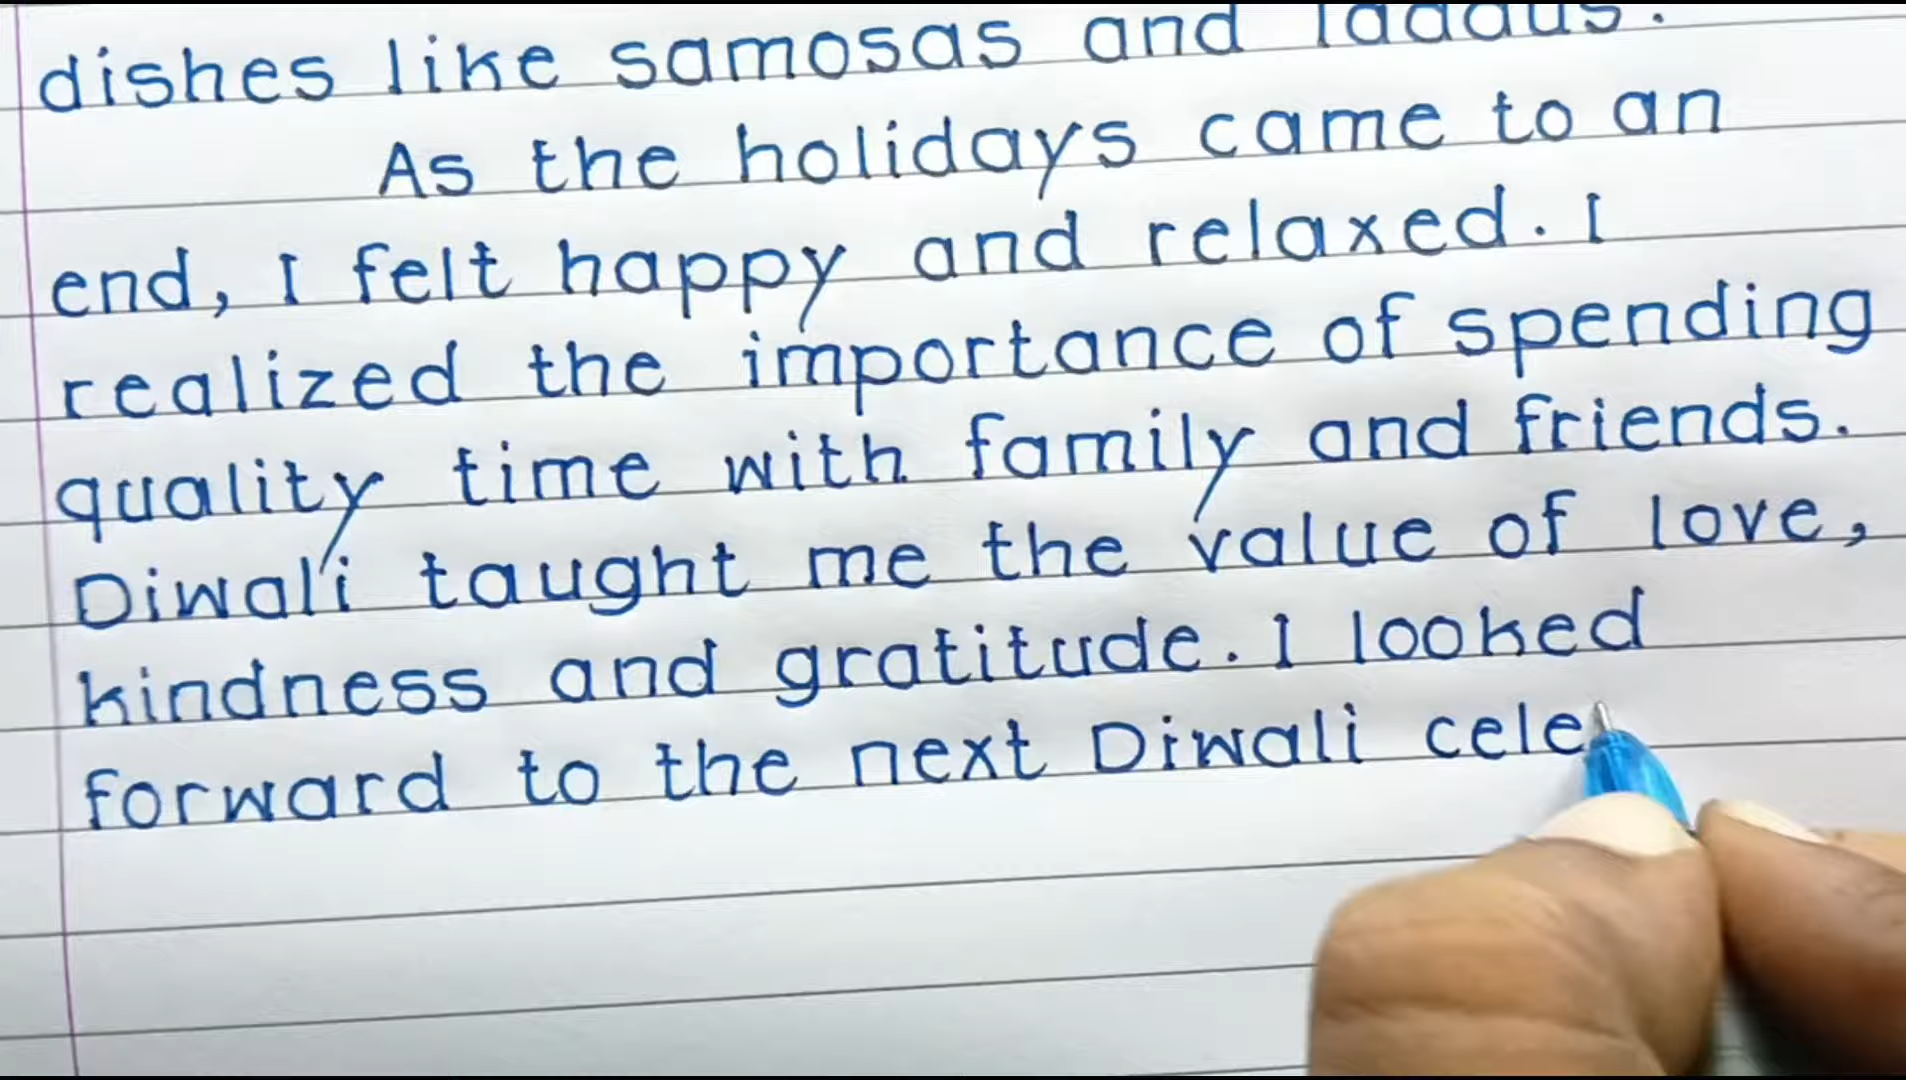 dishes like samosas and laddus.
As the holidays came to an
end, I felt happy and relaxed. I
realized the importance of spending
quality time with family and friends.
Diwali taught me the value of love,
kindness and gratitude. I looked
forward to the next Diwali cele